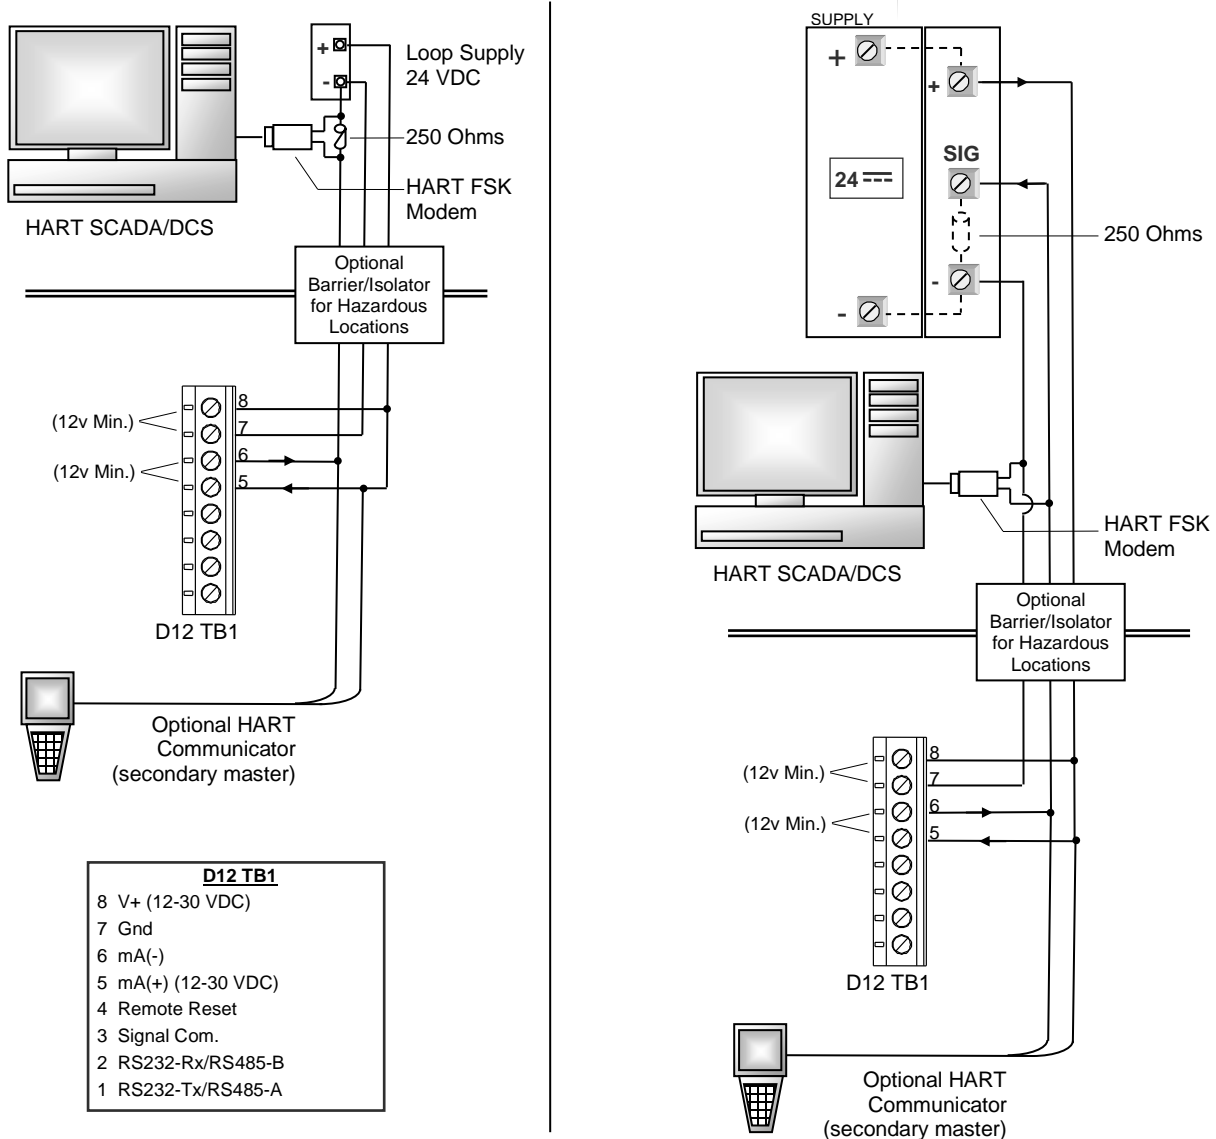 +
-
Loop Supply
24 VDC
250 Ohms
HART FSK
Modem
HART SCADA/DCS
Optional
Barrier/Isolator
for Hazardous
Locations
(12v Min.)
(12v Min.)
8
7
6
5
D12 TB1
Optional HART
Communicator
(secondary master)
D12 TB1
8 V+ (12-30 VDC)
7 Gnd
6 mA(-)
5 mA(+) (12-30 VDC)
4 Remote Reset
3 Signal Com.
2 RS232-Rx/RS485-B
1 RS232-Tx/RS485-A
SUPPLY
+
+
SIG
24
250 Ohms
-
-
HART SCADA/DCS
HART FSK
Modem
Optional
Barrier/Isolator
for Hazardous
Locations
(12v Min.)
(12v Min.)
8
7
6
5
D12 TB1
Optional HART
Communicator
(secondary master)